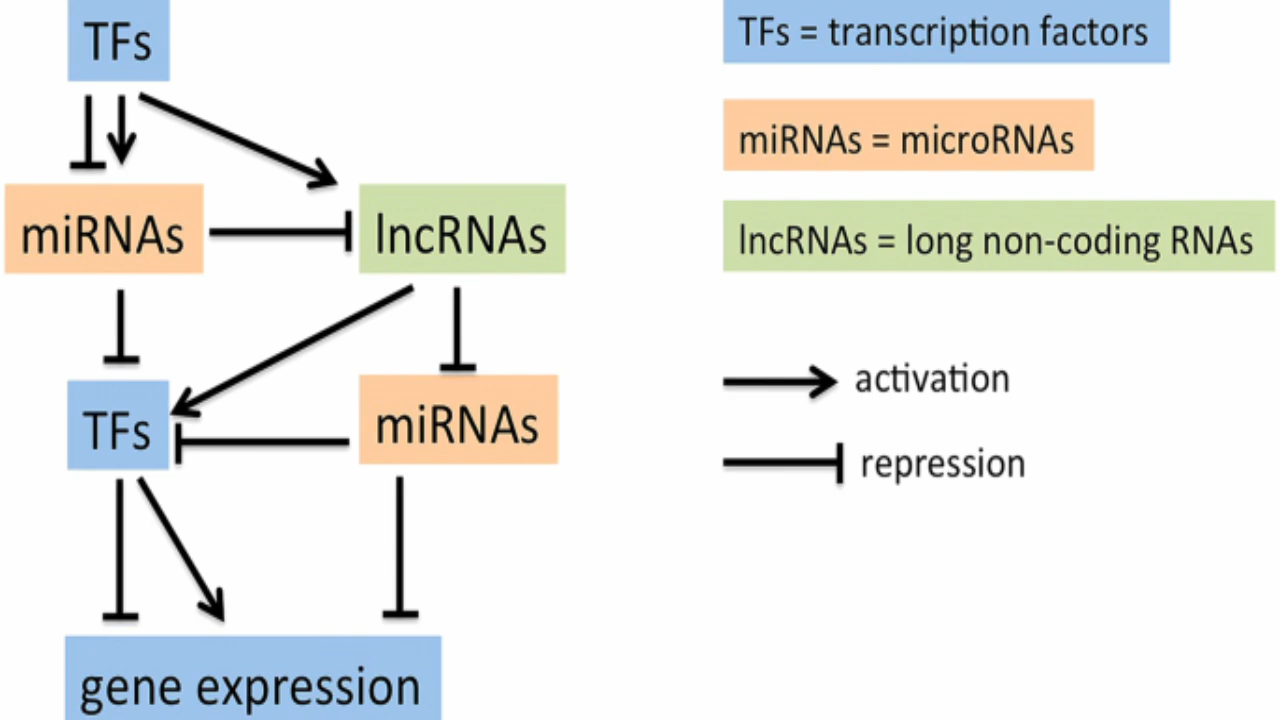 TFs
miRNAs
lncRNAs
TFs
miRNAs
gene expression
TFs = transcription factors
miRNAs = microRNAs
lncRNAs = long non-coding RNAs
activation
repression